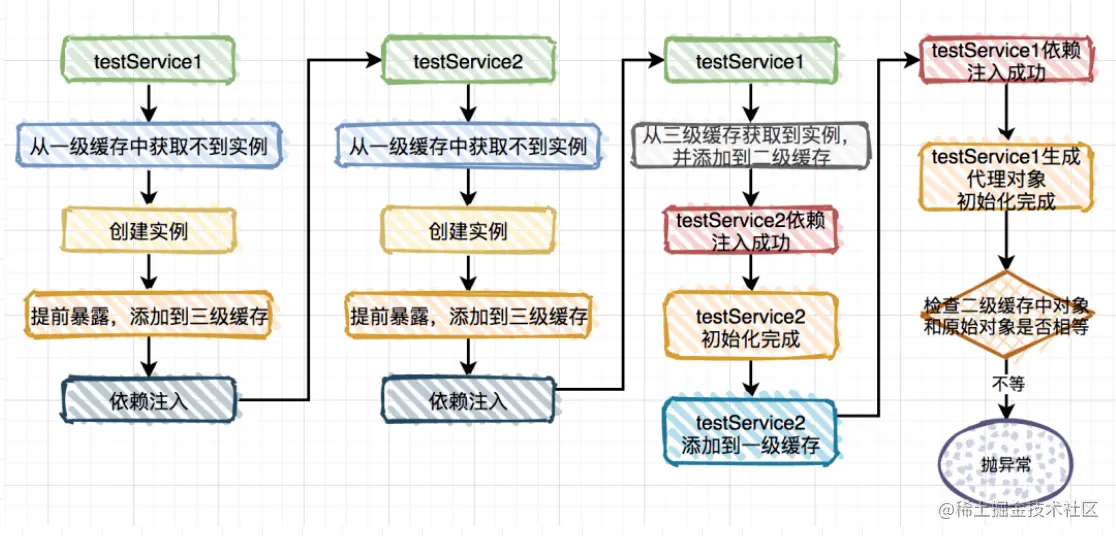 testService1
从一级缓存中获取不到实例
创建实例
提前暴露，添加到三级缓存
依赖注入
testService2
从一级缓存中获取不到实例
创建实例
提前暴露，添加到三级缓存
依赖注入
testService1
从三级缓存获取到实例，
并添加到二级缓存
testService2依赖
注入成功
testService2
初始化完成
testService2
添加到一级缓存
testService1依赖
注入成功
testService1生成
代理对象
初始化完成
检查二级缓存中对象
和原始对象是否相等
不等
抛异常
@稀土掘金技术社区